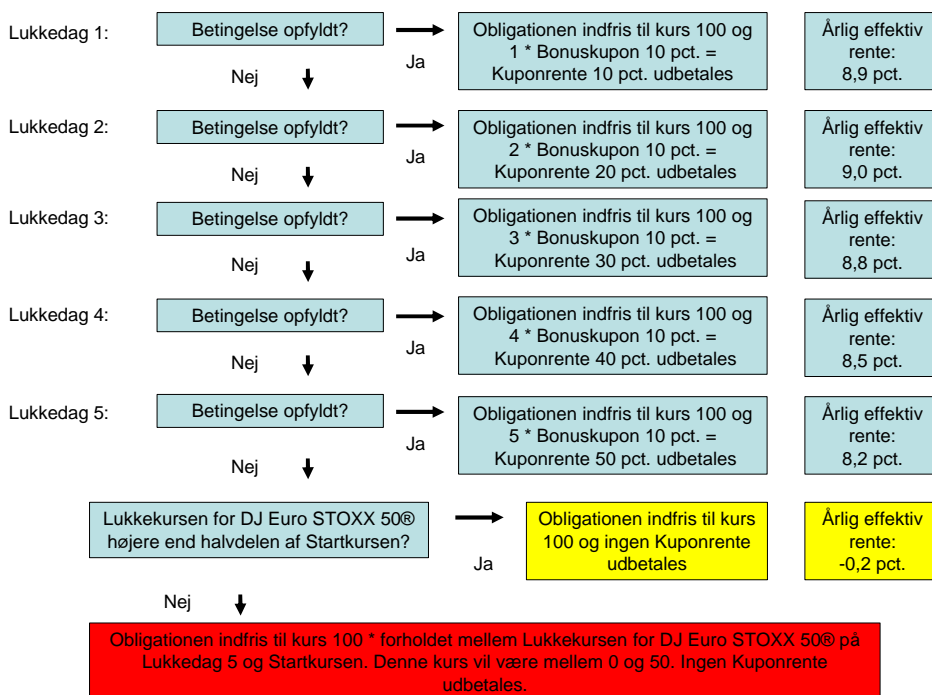 Lukkedag 1:
Betingelse opfyldt?
Ja
Nej
Obligationen indfris til kurs 100 og
1 * Bonuskupon 10 pct. =
Kuponrente 10 pct. udbetales
Årlig effektiv
rente:
8,9 pct.
Lukkedag 2:
Betingelse opfyldt?
Ja
Nej
Obligationen indfris til kurs 100 og
2 * Bonuskupon 10 pct. =
Kuponrente 20 pct. udbetales
Årlig effektiv
rente:
9,0 pct.
Lukkedag 3:
Betingelse opfyldt?
Ja
Nej
Obligationen indfris til kurs 100 og
3 * Bonuskupon 10 pct. =
Kuponrente 30 pct. udbetales
Årlig effektiv
rente:
8,8 pct.
Lukkedag 4:
Betingelse opfyldt?
Ja
Nej
Obligationen indfris til kurs 100 og
4 * Bonuskupon 10 pct. =
Kuponrente 40 pct. udbetales
Årlig effektiv
rente:
8,5 pct.
Lukkedag 5:
Betingelse opfyldt?
Ja
Nej
Obligationen indfris til kurs 100 og
5 * Bonuskupon 10 pct. =
Kuponrente 50 pct. udbetales
Årlig effektiv
rente:
8,2 pct.
Lukkekursen for DJ Euro STOXX 50®
højere end halvdelen af Startkursen?
Ja
Nej
Obligationen indfris til kurs
100 og ingen Kuponrente
udbetales
Årlig effektiv
rente:
-0,2 pct.
Obligationen indfris til kurs 100 * forholdet mellem Lukkekursen for DJ Euro STOXX 50® på
Lukkedag 5 og Startkursen. Denne kurs vil være mellem 0 og 50. Ingen Kuponrente
udbetales.